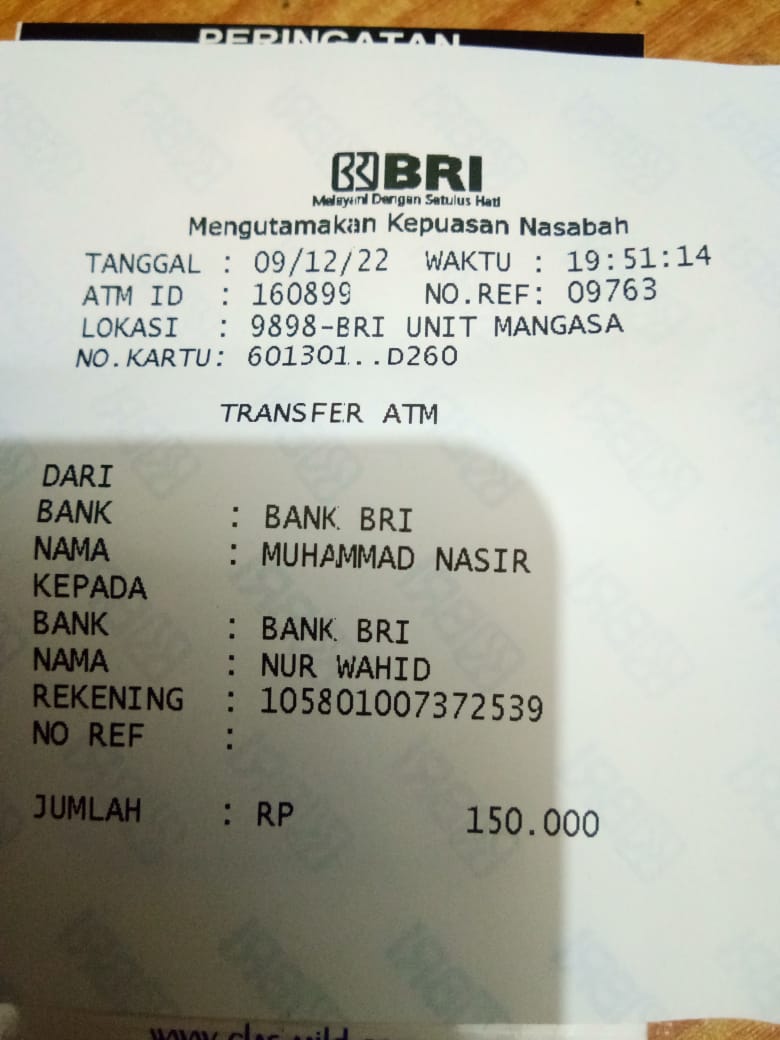 PERINGATAN
BRI
Melayani Dengan Setulus Hati
Mengutamakan Kepuasan Nasabah
TANGGAL : 09/12/22 WAKTU : 19:51:14
ATM ID : 160899 NO.REF: 09763
LOKASI : 9898-BRI UNIT MANGASA
NO.KARTU: 601301..D260
TRANSFER ATM
DARI
BANK : BANK BRI
NAMA : MUHAMMAD NASIR
KEPADA
BANK : BANK BRI
NAMA : NUR WAHID
REKENING : 105801007372539
NO REF :
JUMLAH : RP 150.000